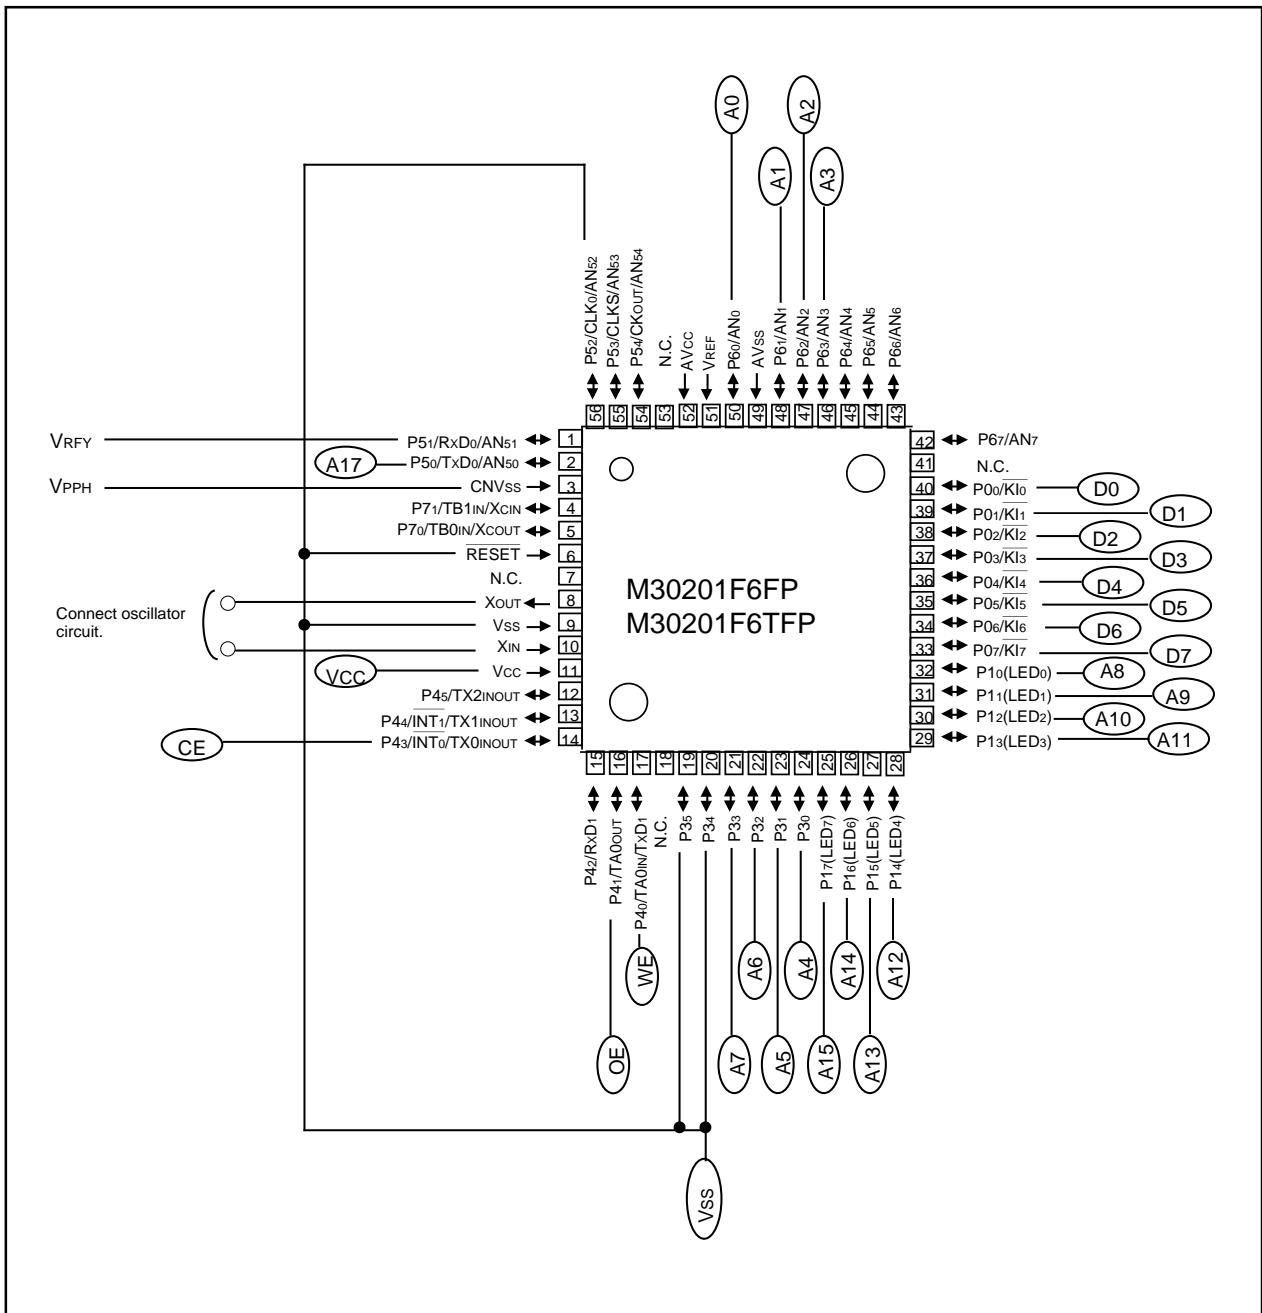 A0
A2
A1
A3
P52/CLK0/AN52
P53/CLKS/AN53
P54/CKOUT/AN54
N.C.
AVCC
VREF
P60/AN0
AVSS
P61/AN1
P62/AN2
P63/AN3
P64/AN4
P65/AN5
P66/AN6
56
55
54
53
52
51
50
49
48
47
46
45
44
43
VRFY
P51/RXD0/AN51
1
A17
P50/TXD0/AN50
2
VPPH
CNVSS
3
P71/TB1IN/XCIN
4
P70/TB0IN/XCOUT
5
RESET
6
N.C.
7
Connect oscillator
circuit.
XOUT
8
VSS
9
XIN
10
VCC
VCC
11
P45/TX2INOUT
12
P44/INT1/TX1INOUT
13
CE
P43/INT0/TX0INOUT
14
M30201F6FP
M30201F6TFP
42
P67/AN7
41
N.C.
40
P00/KI0
D0
39
P01/KI1
D1
38
P02/KI2
D2
37
P03/KI3
D3
36
P04/KI4
D4
35
P05/KI5
D5
34
P06/KI6
D6
33
P07/KI7
D7
32
P10(LED0)
A8
31
P11(LED1)
A9
30
P12(LED2)
A10
29
P13(LED3)
A11
15
16
17
18
19
20
21
22
23
24
25
26
27
28
P42/RXD1
P41/TA0OUT
P40/TA0IN/TXD1
N.C.
P35
P34
P33
P32
P31
P30
P17(LED7)
P16(LED6)
P15(LED5)
P14(LED4)
WE
A6
A4
A14
A12
OE
A7
A5
A15
A13
VSS